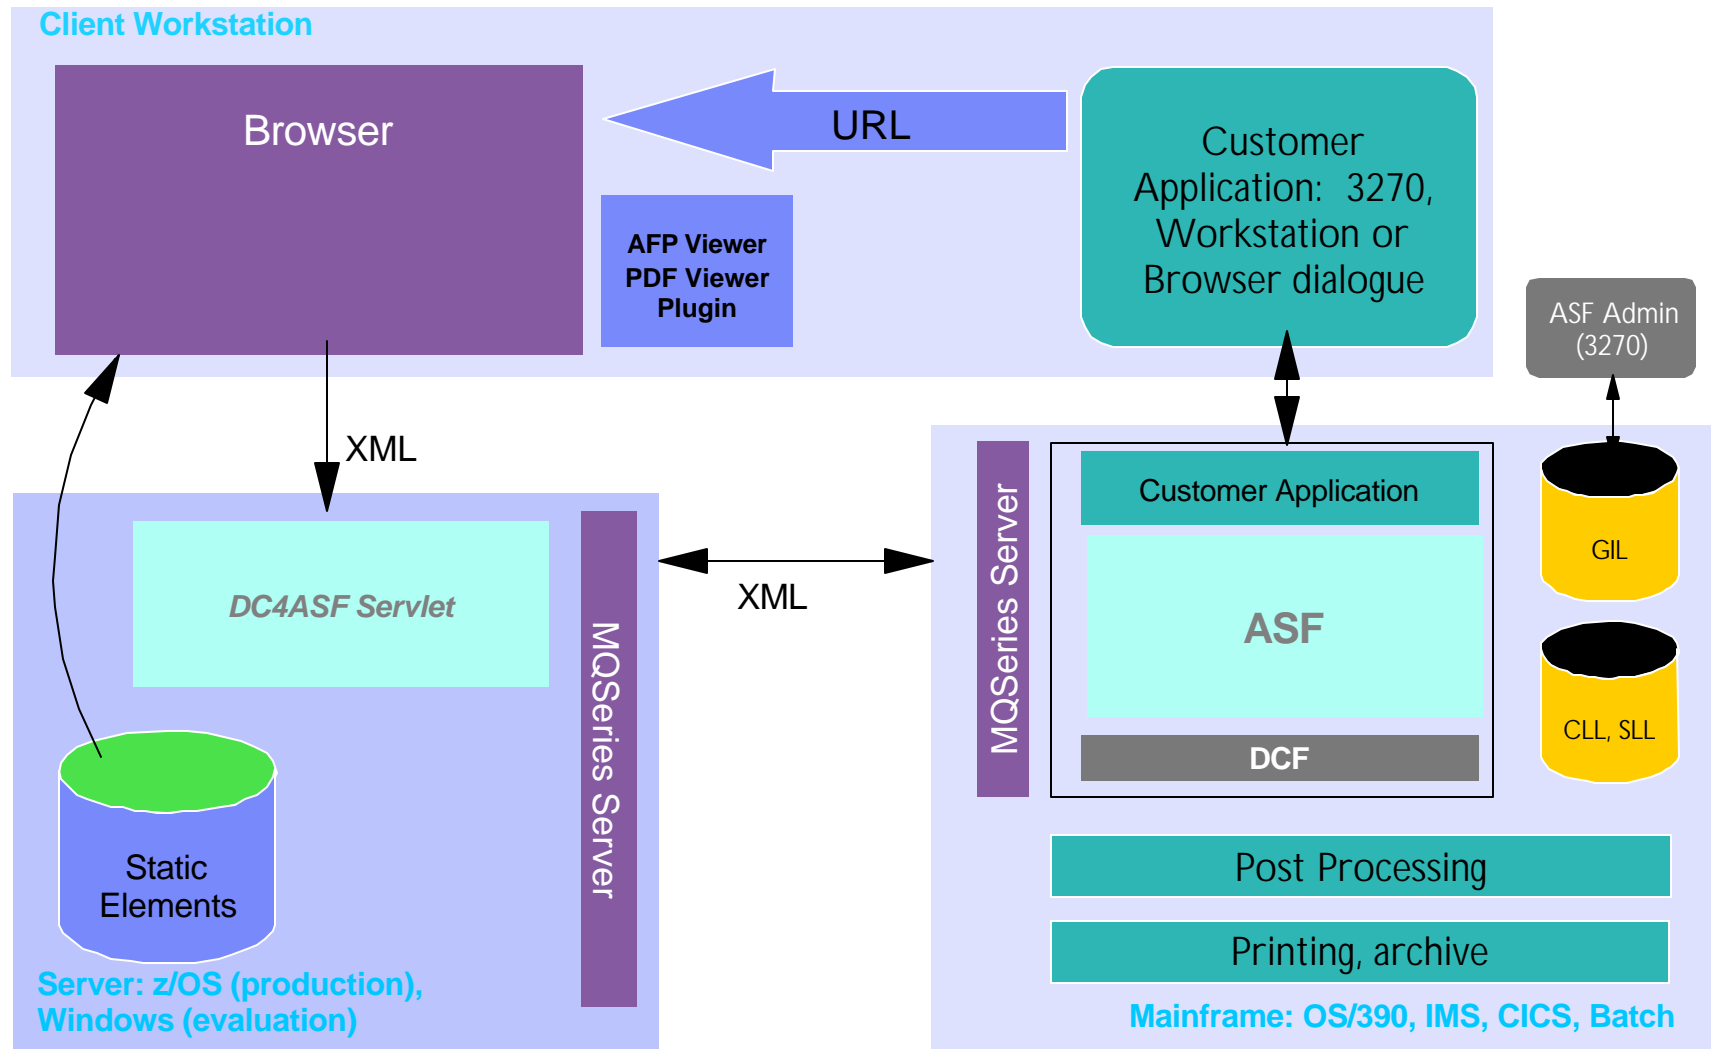 Client Workstation
Browser
URL
Customer
Application: 3270,
Workstation or
Browser dialogue
AFP Viewer
PDF Viewer
Plugin
ASF Admin
(3270)
XML
DC4ASF Servlet
MQSeries Server
XML
MQSeries Server
Customer Application
ASF
DCF
GIL
CLL, SLL
Static
Elements
Post Processing
Printing, archive
Server: z/OS (production),
Windows (evaluation)
Mainframe: OS/390, IMS, CICS, Batch